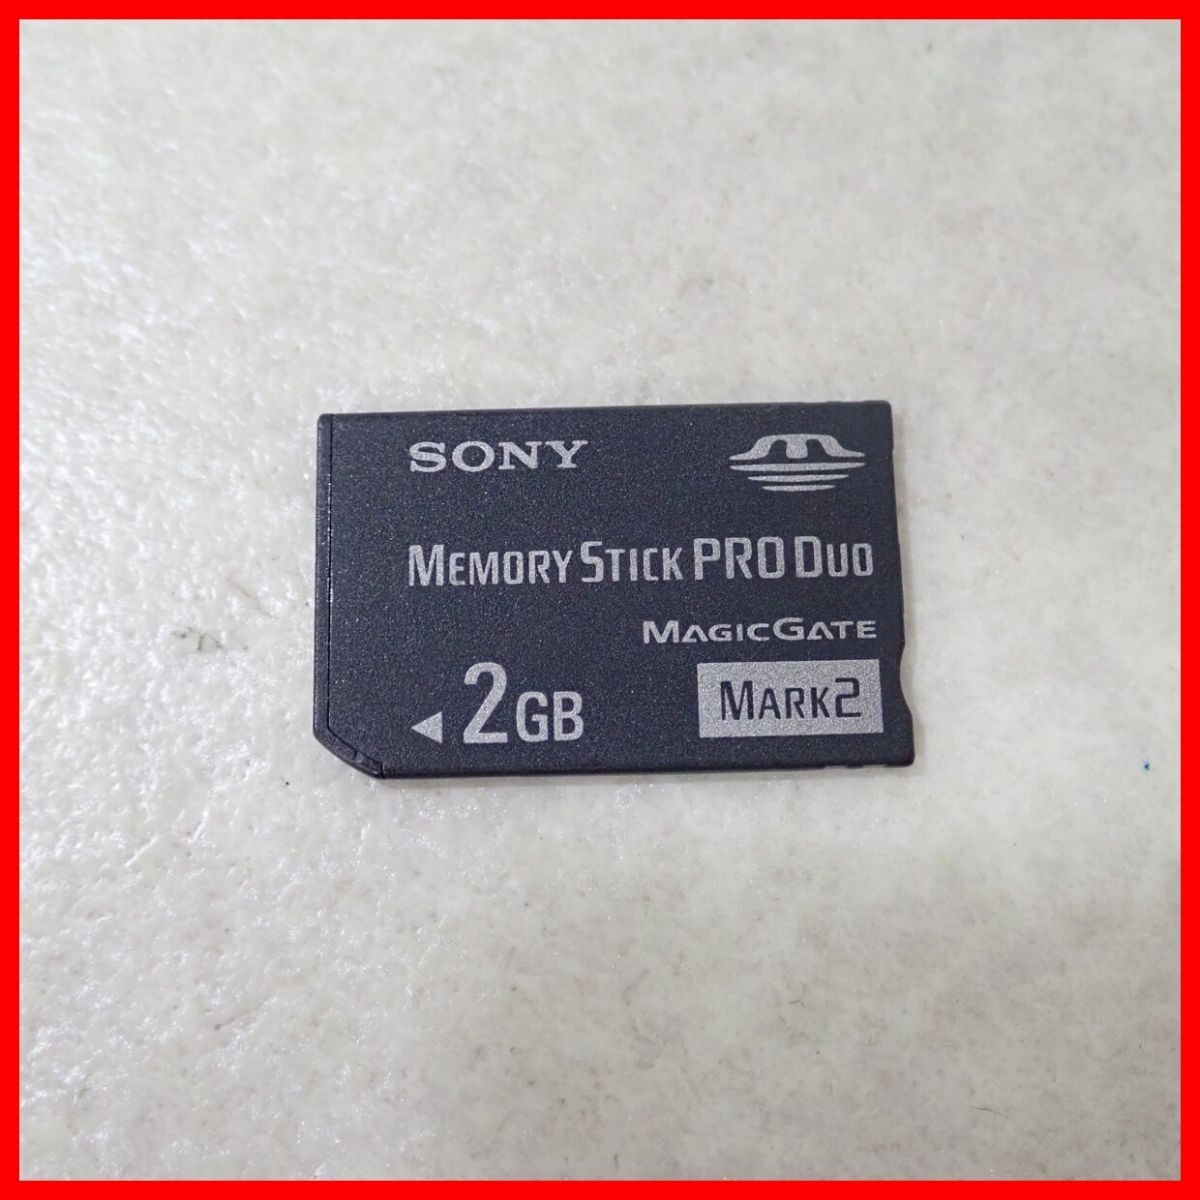 SONY
MEMORY STICK PRO DUO
MAGICGATE
2GB
MARK2